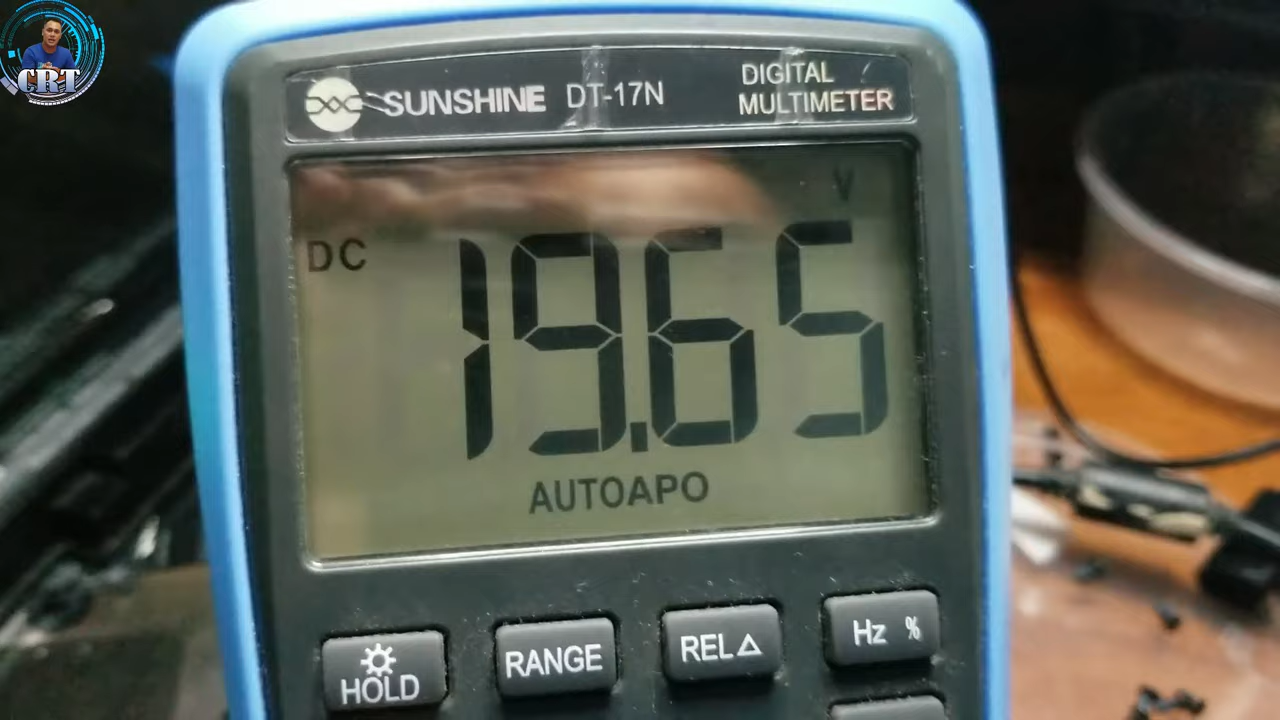 CRT
SUNSHINE DT-17N
DIGITAL
MULTIMETER
V
DC
19.65
AUTOAPO
HOLD
RANGE
REL△
Hz %